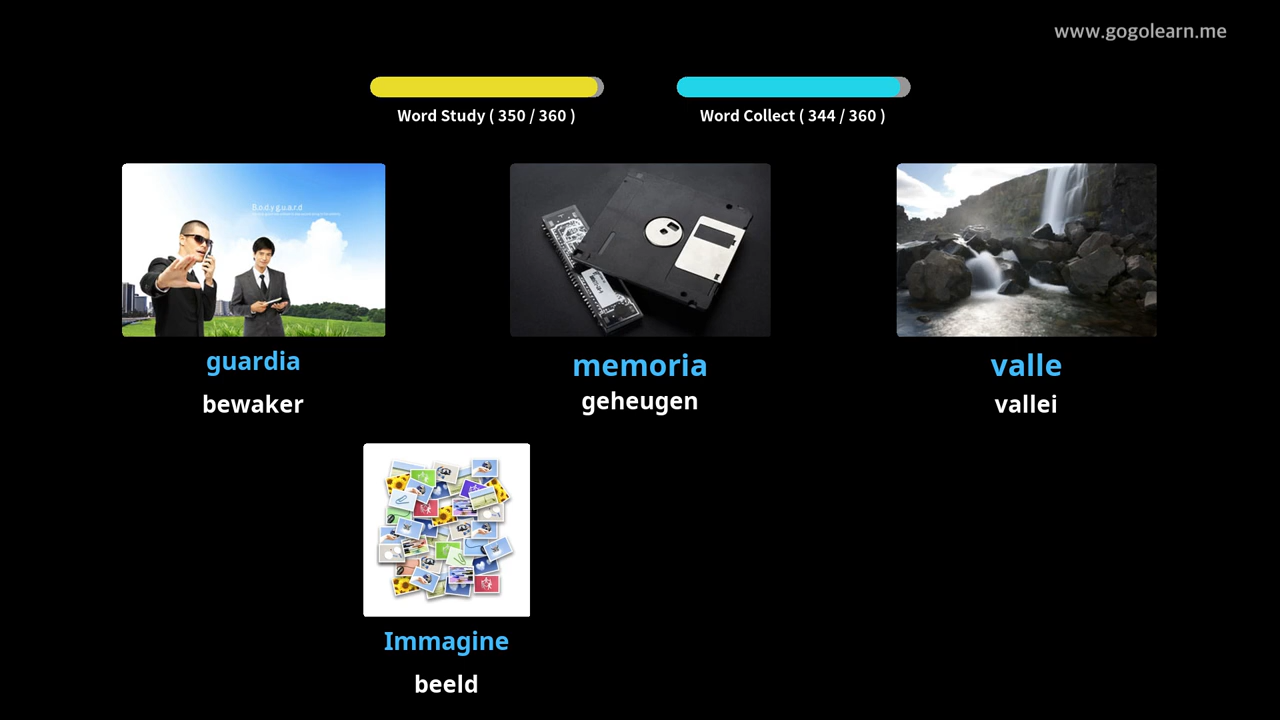 www.gogolearn.me
Word Study ( 350 / 360 )
Word Collect ( 344 / 360 )
Bodyguard
guardia
memoria
valle
bewaker
geheugen
vallei
Immagine
beeld